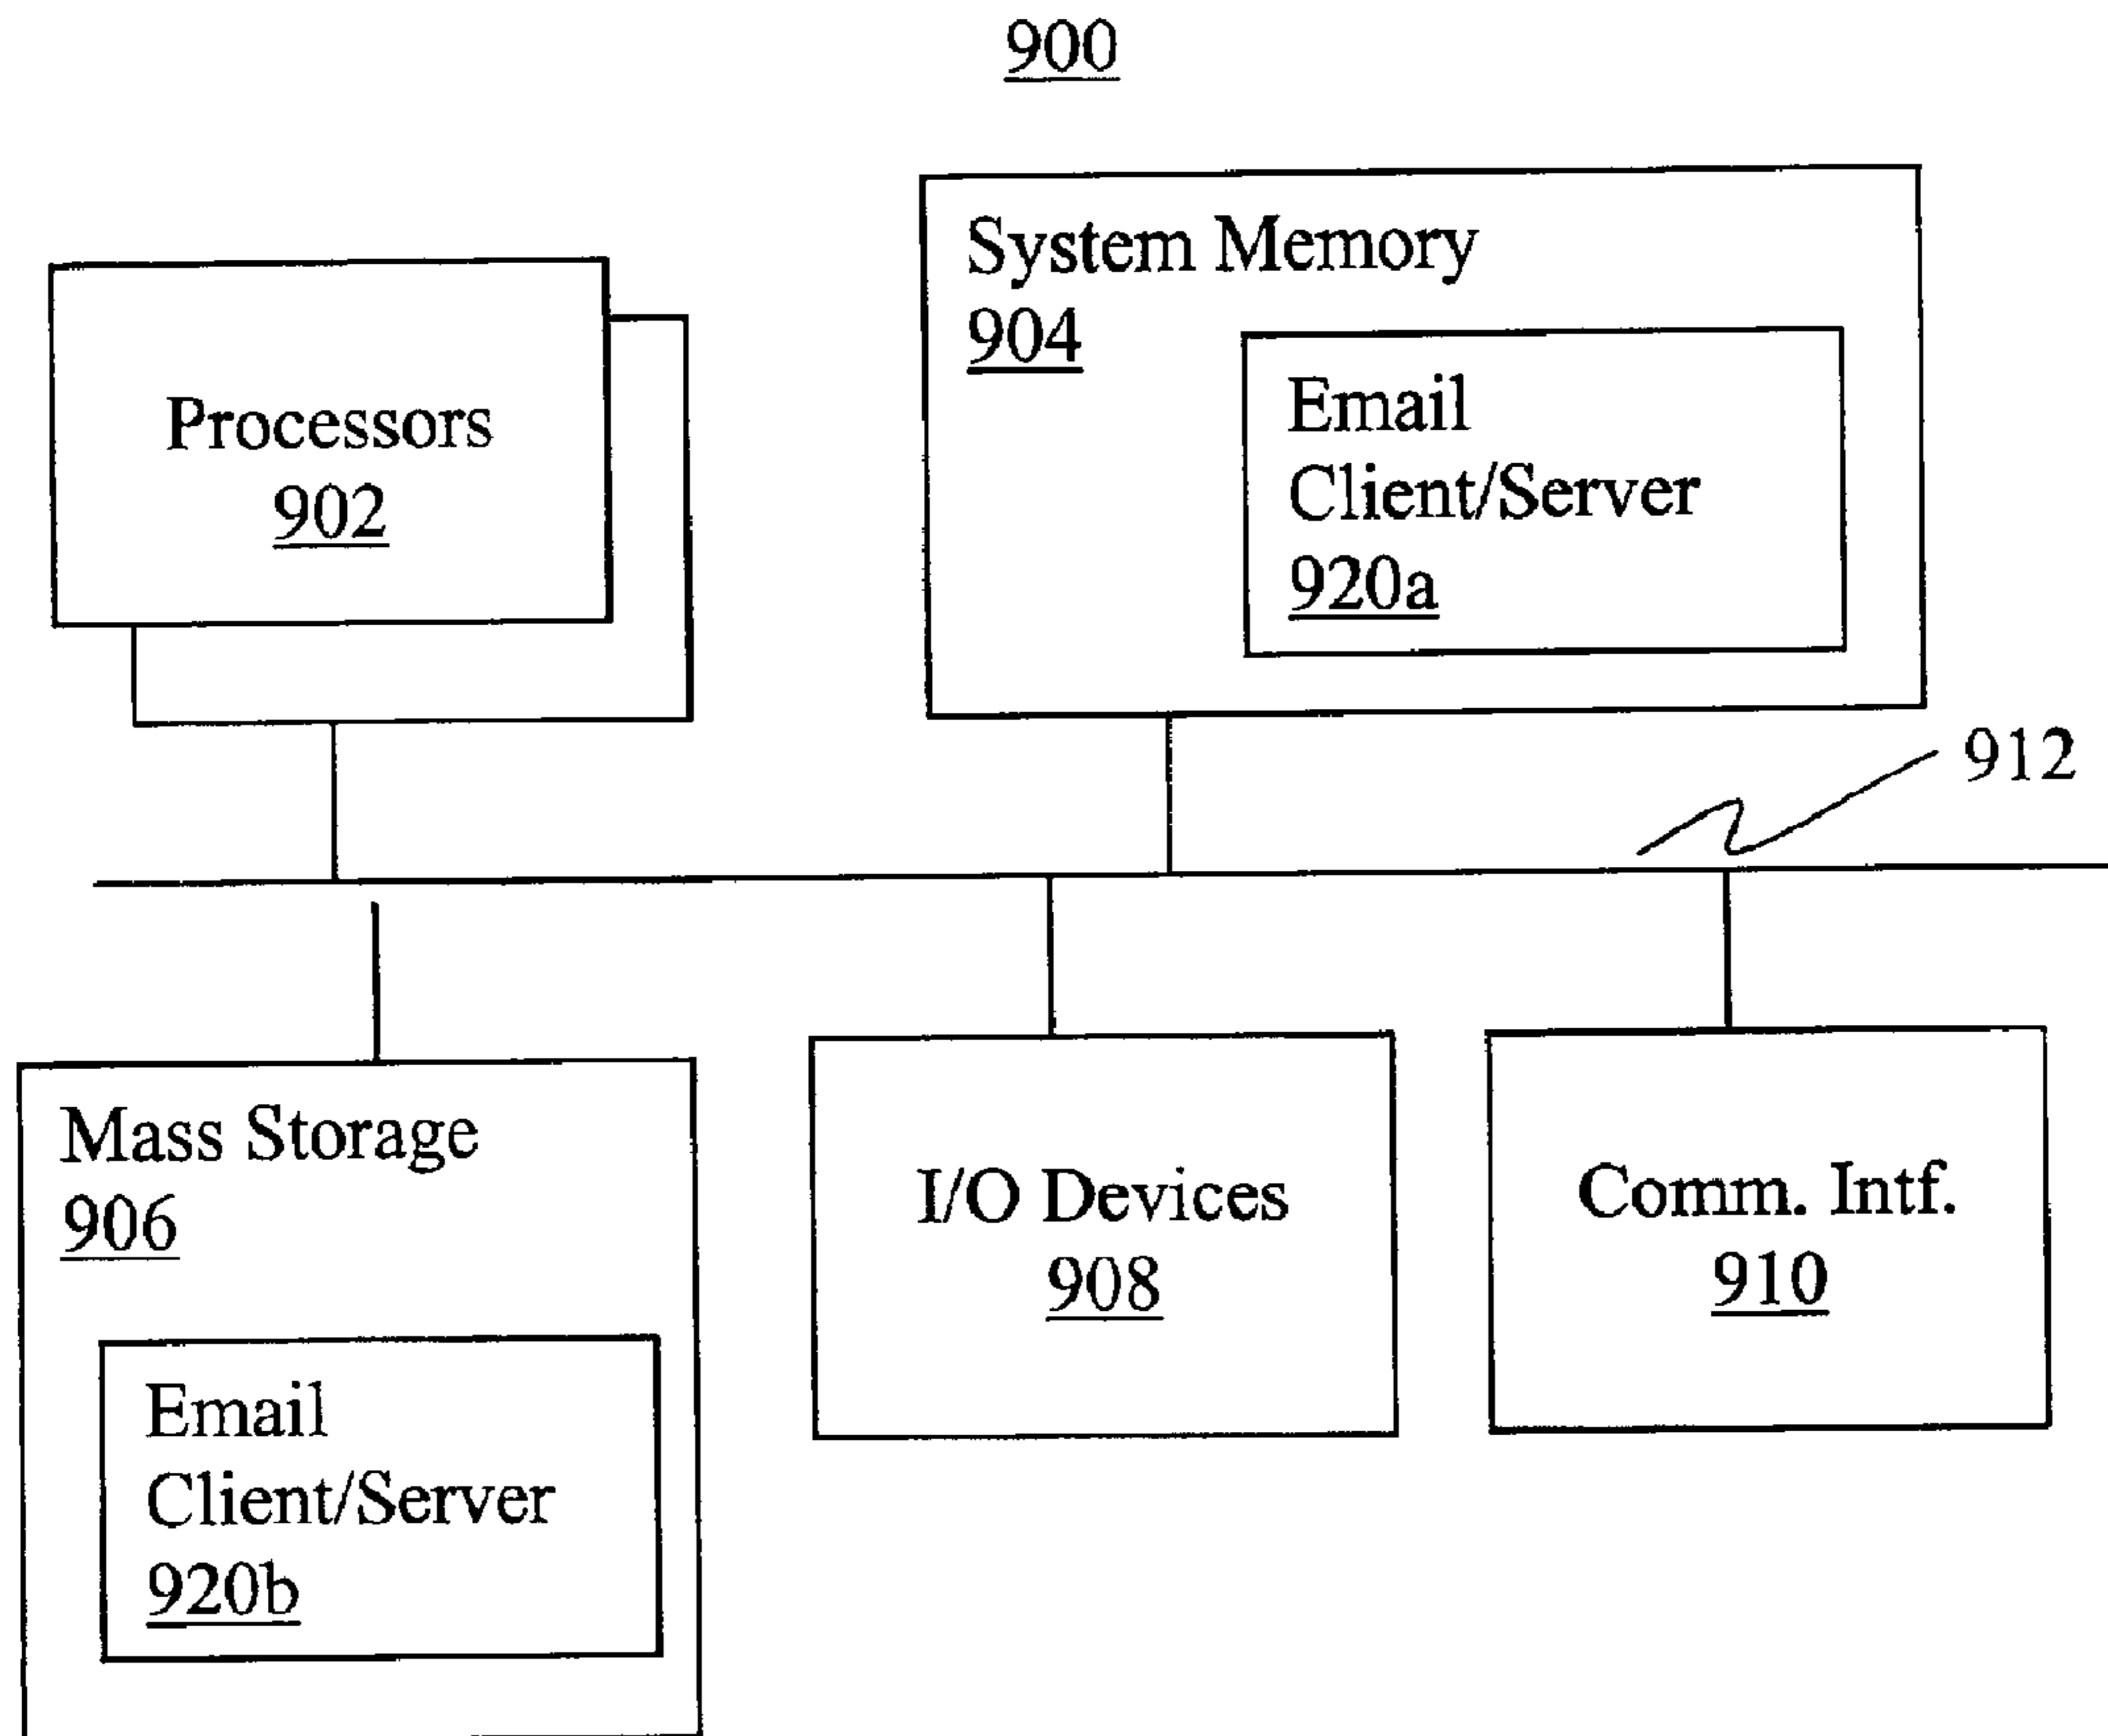 900
System Memory
904
Email
Client/Server
920a
Processors
902
912
Mass Storage
906
Email
Client/Server
920b
I/O Devices
908
Comm. Intf.
910